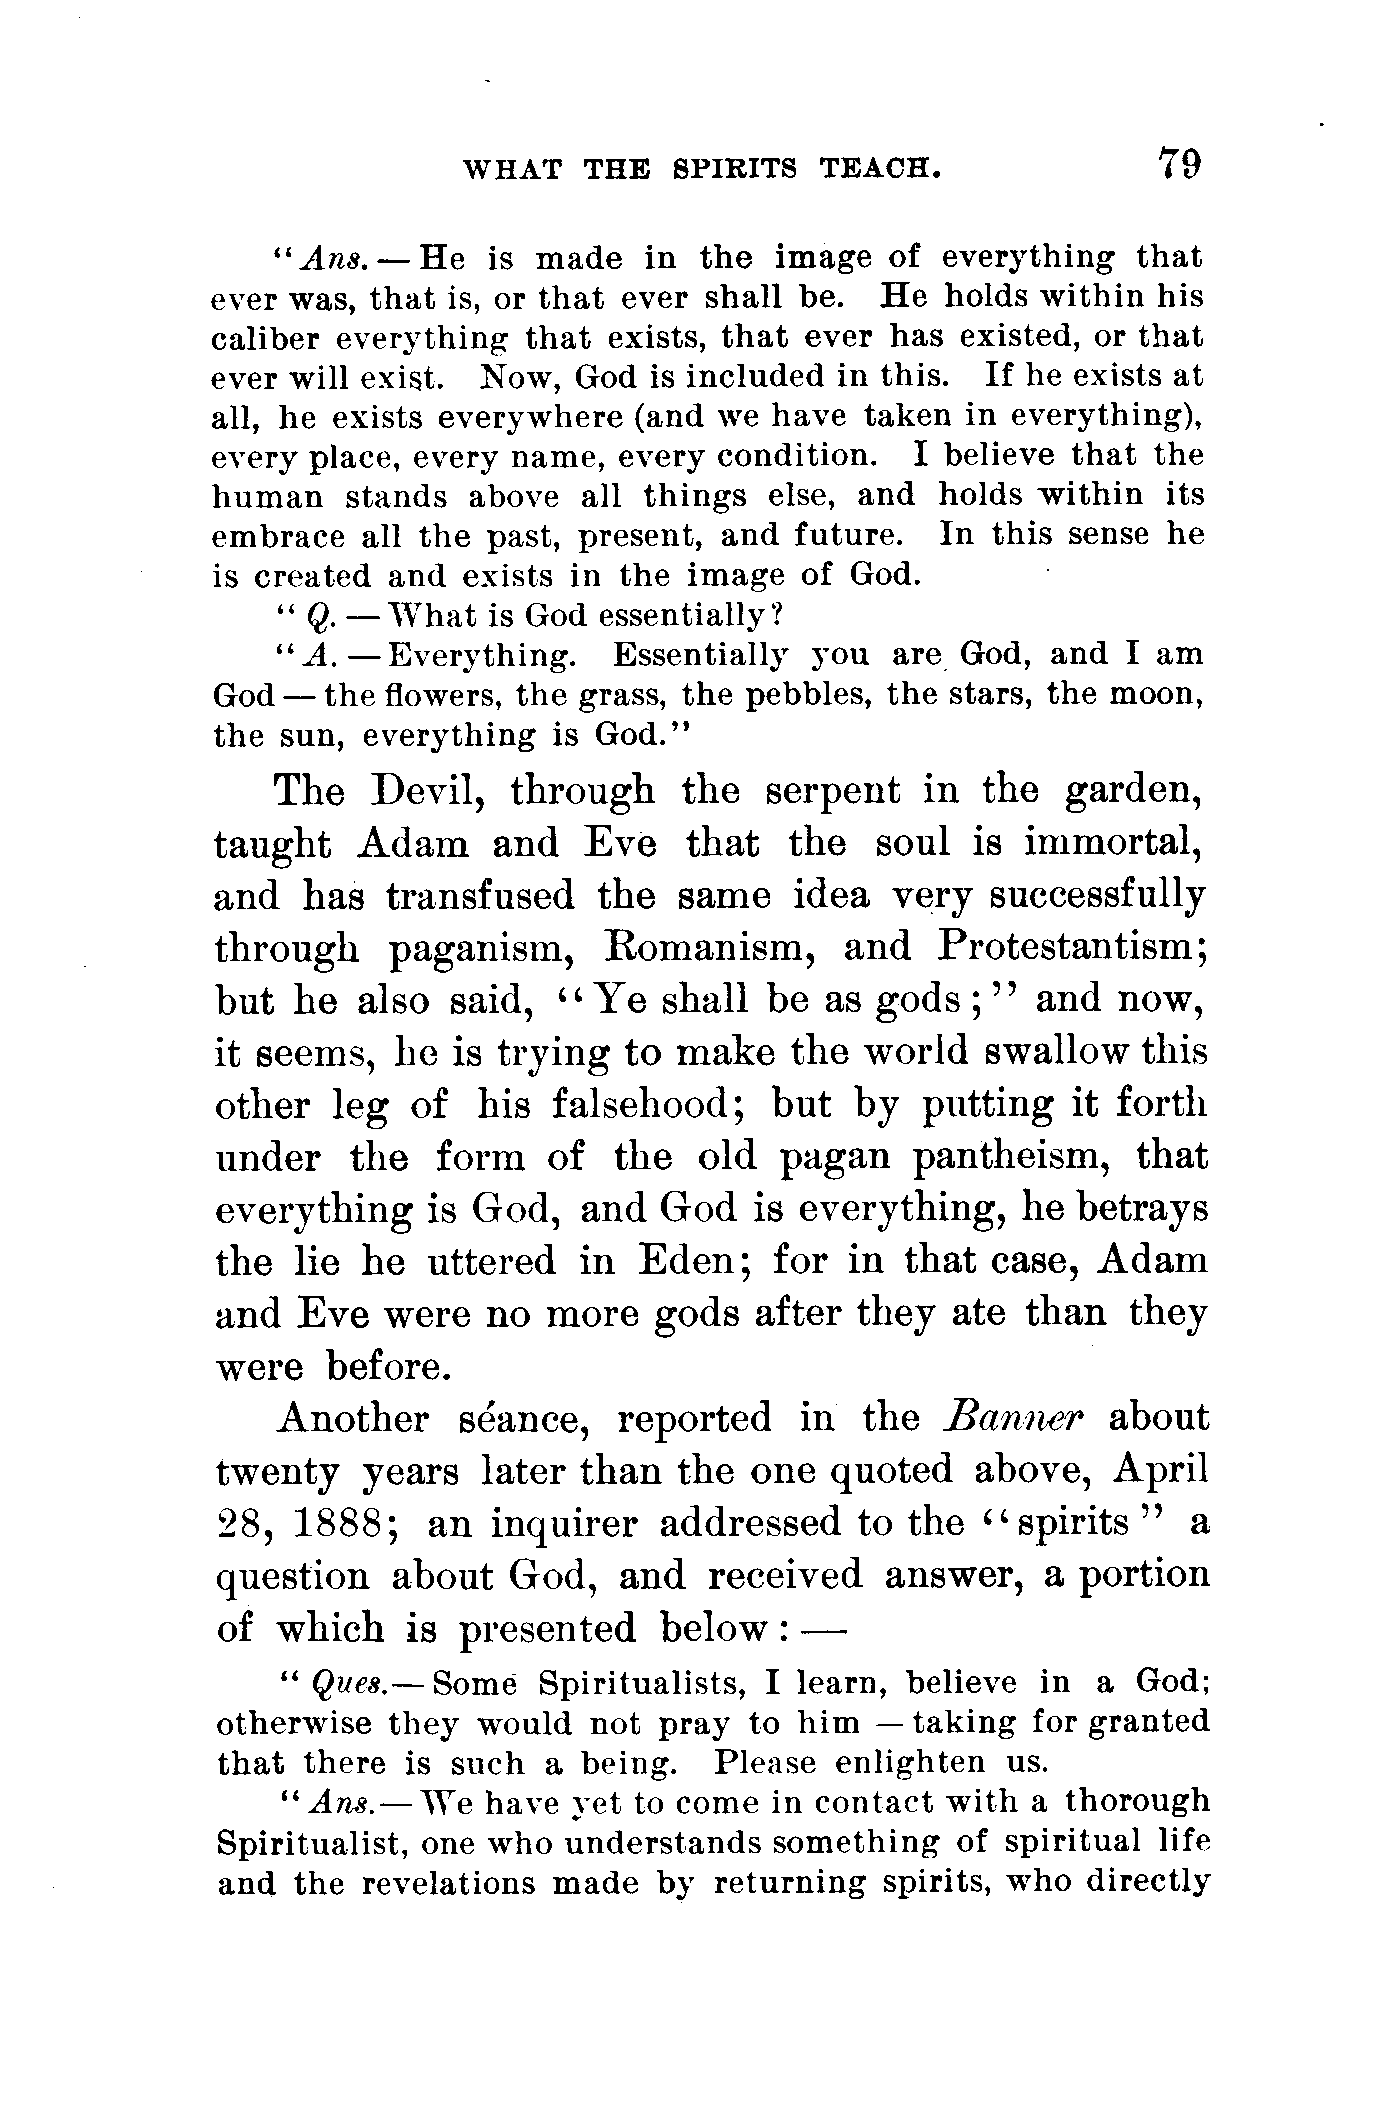 WHAT THE SPIRITS TEACH. 79
"Ans. — He is made in the image of everything that
ever was, that is, or that ever shall be. He holds within his
caliber everything that exists, that ever has existed, or that
ever will exist. Now, God is included in this. If he exists at
all, he exists everywhere (and we have taken in everything),
every place, every name, every condition. I believe that the
human stands above all things else, and holds within its
embrace all the past, present, and future. In this sense he
is created and exists in the image of God.
"Q. — What is God essentially?
"A. — Everything. Essentially you are God, and I am
God — the flowers, the grass, the pebbles, the stars, the moon,
the sun, everything is God."
The Devil, through the serpent in the garden,
taught Adam and Eve that the soul is immortal,
and has transfused the same idea very successfully
through paganism, Romanism, and Protestantism;
but he also said, "Ye shall be as gods;" and now,
it seems, he is trying to make the world swallow this
other leg of his falsehood; but by putting it forth
under the form of the old pagan pantheism, that
everything is God, and God is everything, he betrays
the lie he uttered in Eden; for in that case, Adam
and Eve were no more gods after they ate than they
were before.
Another séance, reported in the Banner about
twenty years later than the one quoted above, April
28, 1888; an inquirer addressed to the "spirits" a
question about God, and received answer, a portion
of which is presented below: —
"Ques.— Some Spiritualists, I learn, believe in a God;
otherwise they would not pray to him — taking for granted
that there is such a being. Please enlighten us.
"Ans.— We have yet to come in contact with a thorough
Spiritualist, one who understands something of spiritual life
and the revelations made by returning spirits, who directly